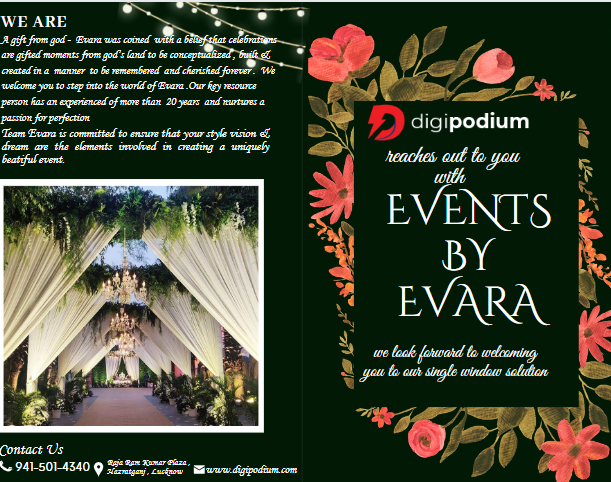 WE ARE
A gift from god - Evara was coined with a belief that celebrations
are gifted moments from god's land to be conceptualized , built &
created in a manner to be remembered and cherished forever . We
welcome you to step into the world of Evara .Our key resource
person has an experienced of more than 20 years and nurtures a
passion for perfection
Team Evara is committed to ensure that your style vision &
dream are the elements involved in creating a uniquely
beatiful event.
Contact Us
941-501-4340
Raja Ram Kumar Plaza ,
Hazratganj , Lucknow
www.digipodium.com
digipodium
reaches out to you
with
EVENTS
BY
EVARA
we look forward to welcoming
you to our single window solution